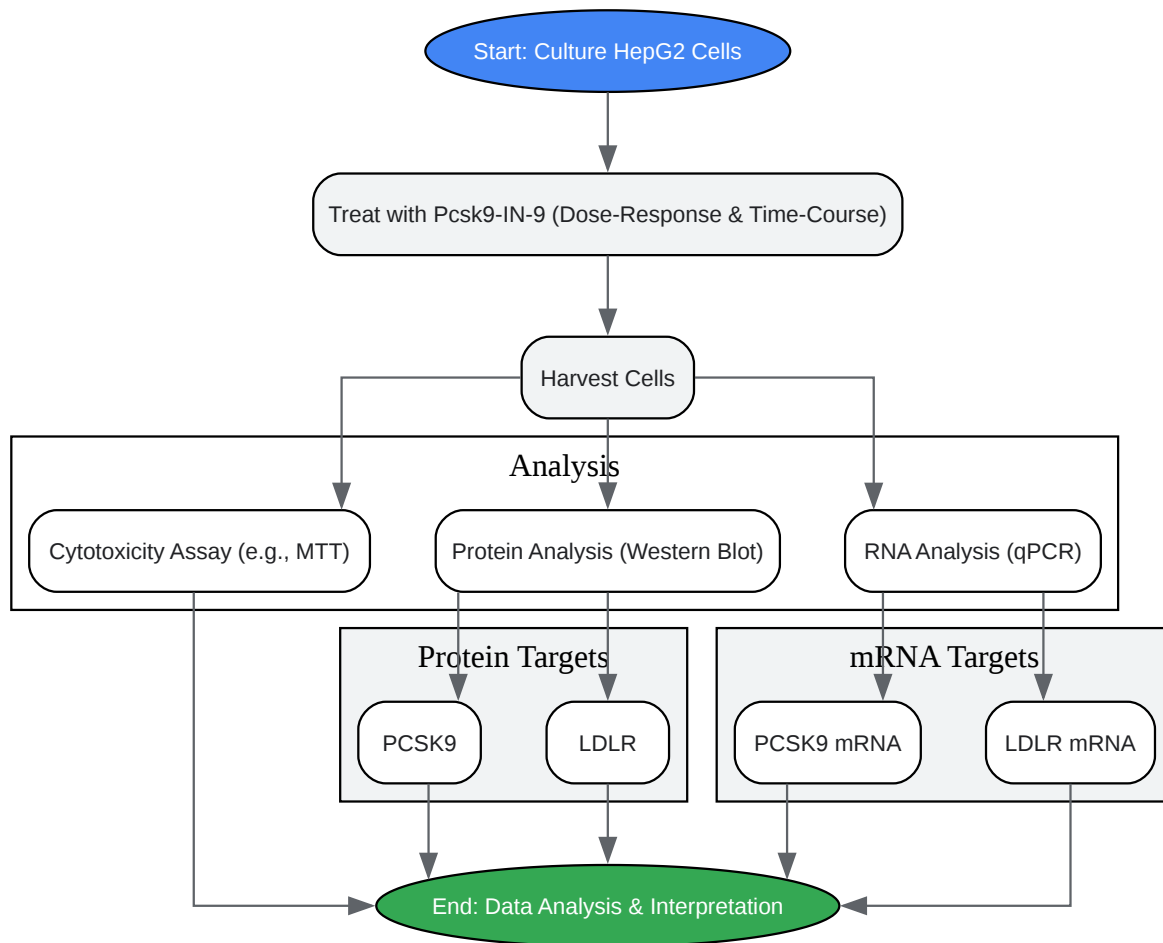 Start: Culture HepG2 Cells
Treat with Pcsk9-IN-9 (Dose-Response & Time-Course)
Harvest Cells
Analysis
Cytotoxicity Assay (e.g., MTT)
Protein Analysis (Western Blot)
RNA Analysis (qPCR)
Protein Targets
mRNA Targets
PCSK9
LDLR
PCSK9 mRNA
LDLR mRNA
End: Data Analysis & Interpretation